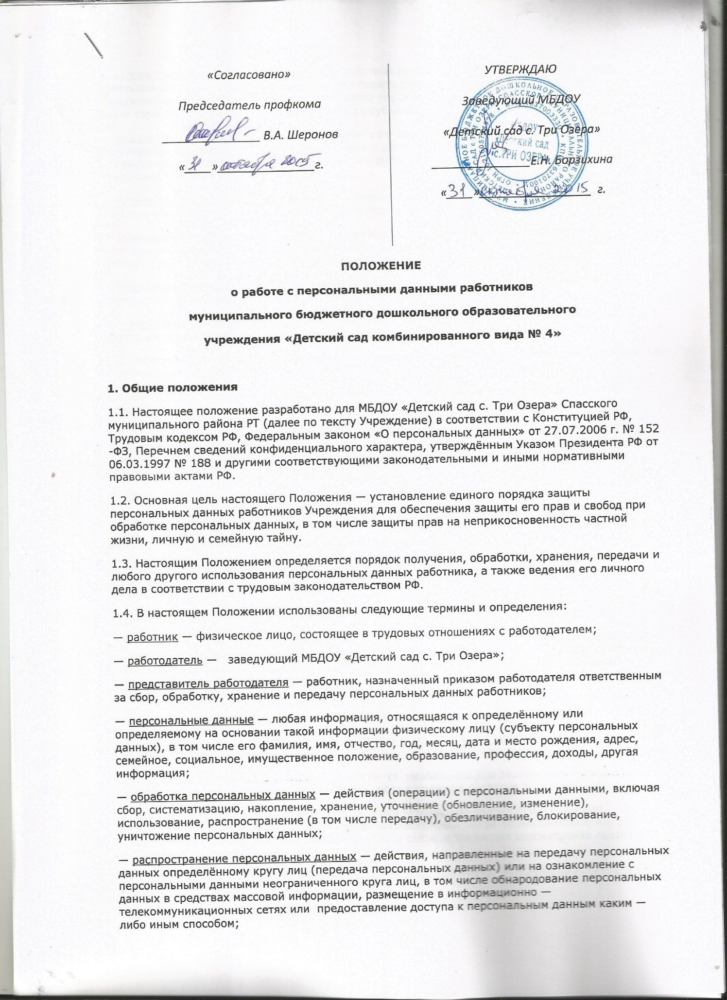 «Согласовано»
Председатель профкома
В.А. Шеронов
«31» октября 2015 г.
УТВЕРЖДАЮ
Заведующий МБДОУ
«Детский сад с. Три Озера»
Е.Н. Борзихина
«31» октября 2015 г.
МБДОУ
«Детский сад
с. ТРИ ОЗЕРА»
ПОЛОЖЕНИЕ
о работе с персональными данными работников
муниципального бюджетного дошкольного образовательного
учреждения «Детский сад комбинированного вида № 4»
1. Общие положения
1.1. Настоящее положение разработано для МБДОУ «Детский сад с. Три Озера» Спасского
муниципального района РТ (далее по тексту Учреждение) в соответствии с Конституцией РФ,
Трудовым кодексом РФ, Федеральным законом «О персональных данных» от 27.07.2006 г. № 152
-ФЗ, Перечнем сведений конфиденциального характера, утверждённым Указом Президента РФ от
06.03.1997 № 188 и другими соответствующими законодательными и иными нормативными
правовыми актами РФ.
1.2. Основная цель настоящего Положения — установление единого порядка защиты
персональных данных работников Учреждения для обеспечения защиты его прав и свобод при
обработке персональных данных, в том числе защиты прав на неприкосновенность частной
жизни, личную и семейную тайну.
1.3. Настоящим Положением определяется порядок получения, обработки, хранения, передачи и
любого другого использования персональных данных работника, а также ведения его личного
дела в соответствии с трудовым законодательством РФ.
1.4. В настоящем Положении использованы следующие термины и определения:
— работник — физическое лицо, состоящее в трудовых отношениях с работодателем;
— работодатель — заведующий МБДОУ «Детский сад с. Три Озера»;
— представитель работодателя — работник, назначенный приказом работодателя ответственным
за сбор, обработку, хранение и передачу персональных данных работников;
— персональные данные — любая информация, относящаяся к определённому или
определяемому на основании такой информации физическому лицу (субъекту персональных
данных), в том числе его фамилия, имя, отчество, год, месяц, дата и место рождения, адрес,
семейное, социальное, имущественное положение, образование, профессия, доходы, другая
информация;
— обработка персональных данных — действия (операции) с персональными данными, включая
сбор, систематизацию, накопление, хранение, уточнение (обновление, изменение),
использование, распространение (в том числе передачу), обезличивание, блокирование,
уничтожение персональных данных;
— распространение персональных данных — действия, направленные на передачу персональных
данных определённому кругу лиц (передача персональных данных) или на ознакомление с
персональными данными неограниченного круга лиц, в том числе обнародование персональных
данных в средствах массовой информации, размещение в информационно —
телекоммуникационных сетях или предоставление доступа к персональным данным каким —
либо иным способом;